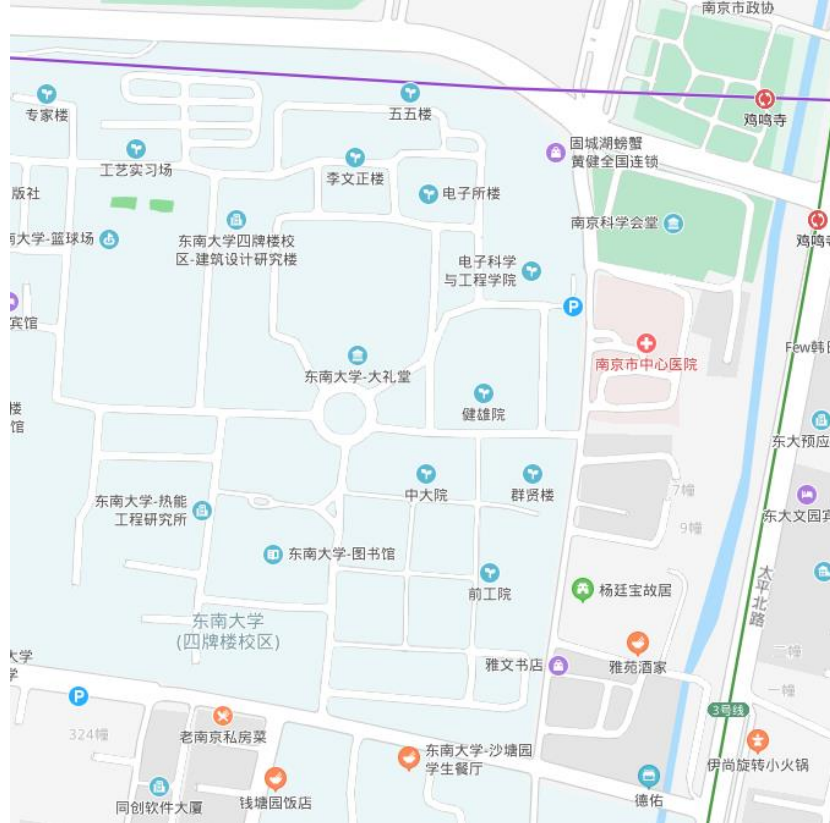 南京市政协
鸡鸣寺
专家楼
五五楼
固城湖螃蟹
黄健全国连锁
工艺实习场
李文正楼
版社
电子所楼
南京科学会堂
鸡鸣寺
南大学-篮球场
东南大学四牌楼校
区-建筑设计研究楼
电子科学
与工程学院
P
宾馆
Few韩
南京市中心医院
东南大学-大礼堂
楼
馆
健雄院
东大预应
中大院
群贤楼
7幢
东南大学-热能
工程研究所
9幢
东大文园宾
东南大学-图书馆
前工院
杨廷宝故居
太平北路
东南大学
(四牌楼校区)
大学
学
雅文书店
雅苑酒家
二幢
一幢
P
3号线
324幢
老南京私房菜
东南大学-沙塘园
学生餐厅
伊尚旋转小火锅
同创软件大厦
钱塘园饭店
德佑